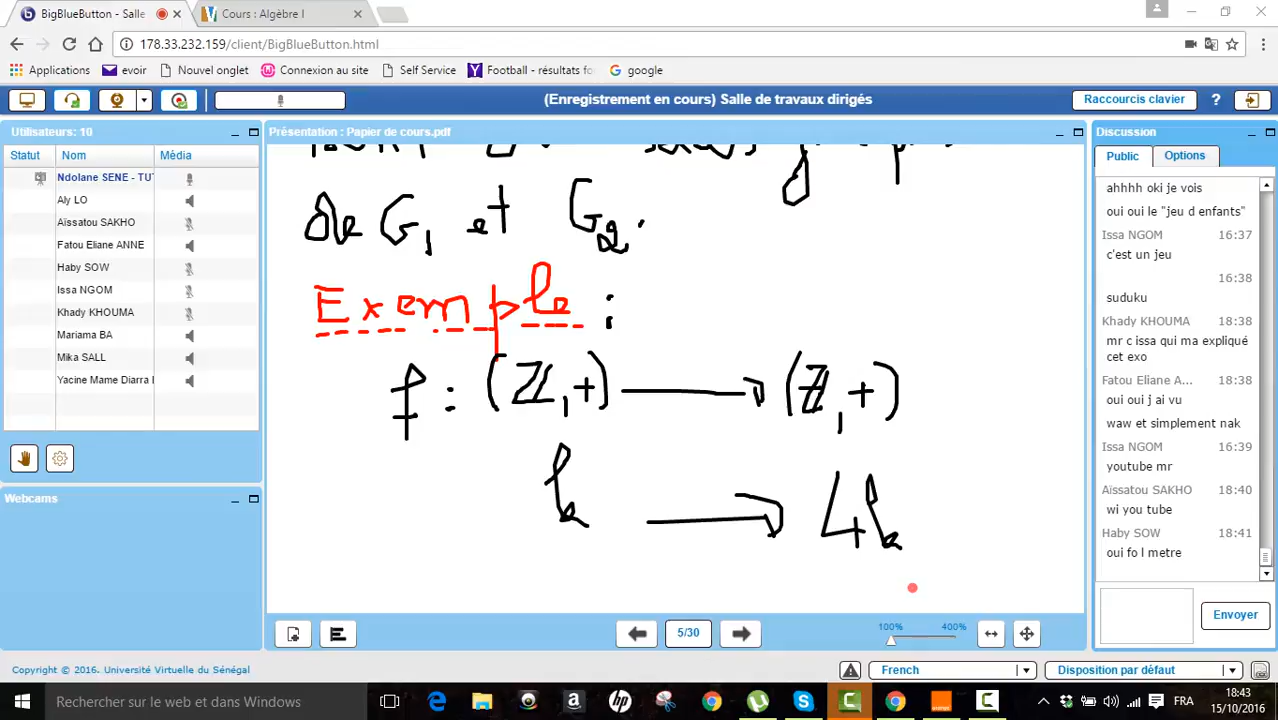 BigBlueButton - Salle
Cours : Algèbre I
178.33.232.159/client/BigBlueButton.html
Applications evoir Nouvel onglet Connexion au site Self Service Football - résultats fo google
(Enregistrement en cours) Salle de travaux dirigés
Raccourcis clavier ?
Utilisateurs: 10
Statut Nom Média
Ndolane SENE - TU
Aly LO
Aïssatou SAKHO
Fatou Eliane ANNE
Haby SOW
Issa NGOM
Khady KHOUMA
Mariama BA
Mika SALL
Yacine Mame Diarra
Webcams
Présentation : Papier de cours.pdf
de G1 et G2.
Exemple :
f : (ℤ,+) → (ℤ,+)
k → 4k
5/30
100% 400%
Discussion
Public Options
ahhhh oki je vois
oui oui le "jeu d enfants"
Issa NGOM 16:37
c'est un jeu
16:38
suduku
Khady KHOUMA 18:38
mr c issa qui ma expliqué
cet exo
Fatou Eliane A... 18:38
oui oui j ai vu
waw et simplement nak
Issa NGOM 16:39
youtube mr
Aïssatou SAKHO 18:40
wi you tube
Haby SOW 18:41
oui fo l metre
Envoyer
Copyright © 2016. Université Virtuelle du Sénégal
French
Disposition par défaut
Rechercher sur le web et dans Windows
FRA
18:43
15/10/2016